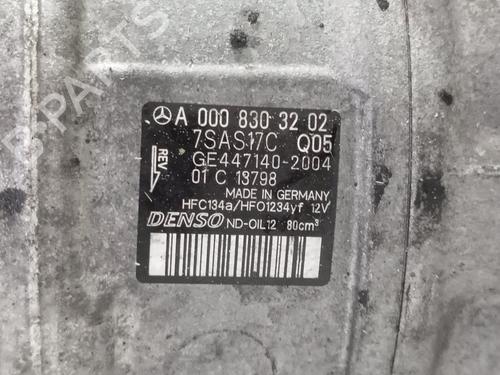 A 000 830 32 02
7SAS17C Q05
REV
GE447140-2004
01 C 13798
MADE IN GERMANY
HFC134a/HFO1234yf 12V
DENSO ND-OIL12 80cm³